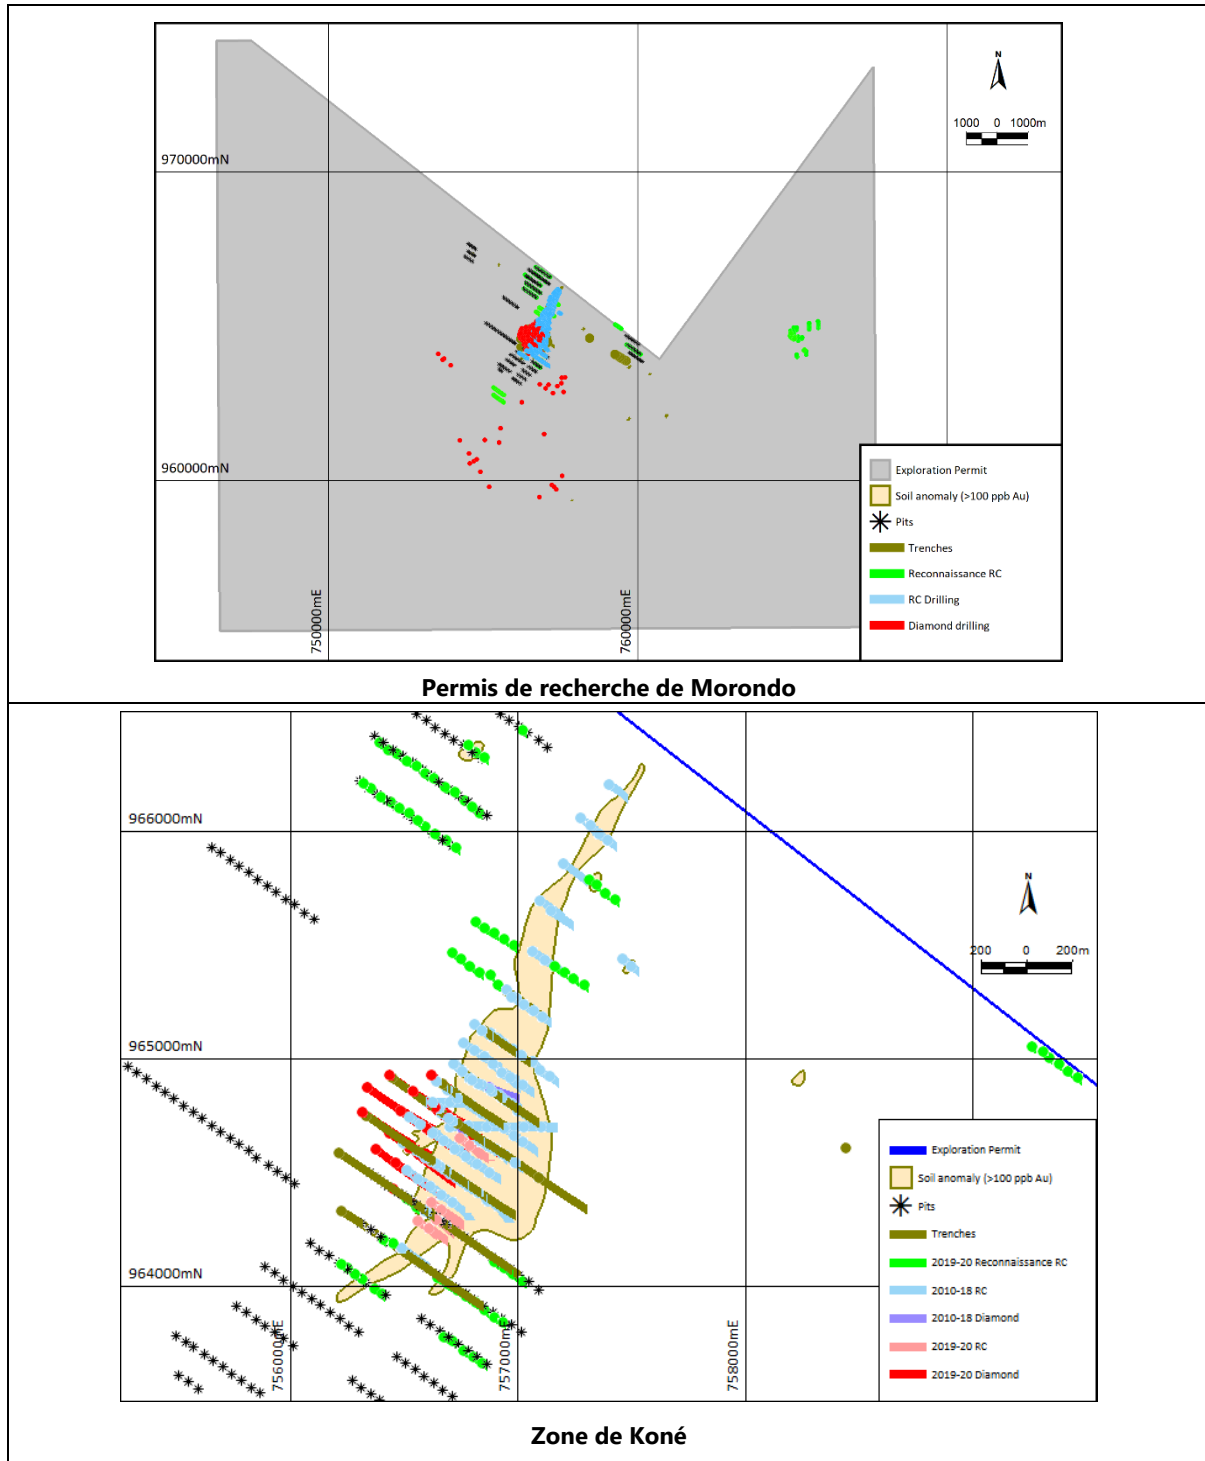 N
1000 0 1000m
970000mN
960000mN
750000mE
760000mE
Exploration Permit
Soil anomaly (>100 ppb Au)
Pits
Trenches
Reconnaissance RC
RC Drilling
Diamond drilling
Permis de recherche de Morondo
966000mN
N
200 0 200m
965000mN
964000mN
756000mE
757000mE
758000mE
Exploration Permit
Soil anomaly (>100 ppb Au)
Pits
Trenches
2019-20 Reconnaissance RC
2010-18 RC
2010-18 Diamond
2019-20 RC
2019-20 Diamond
Zone de Koné